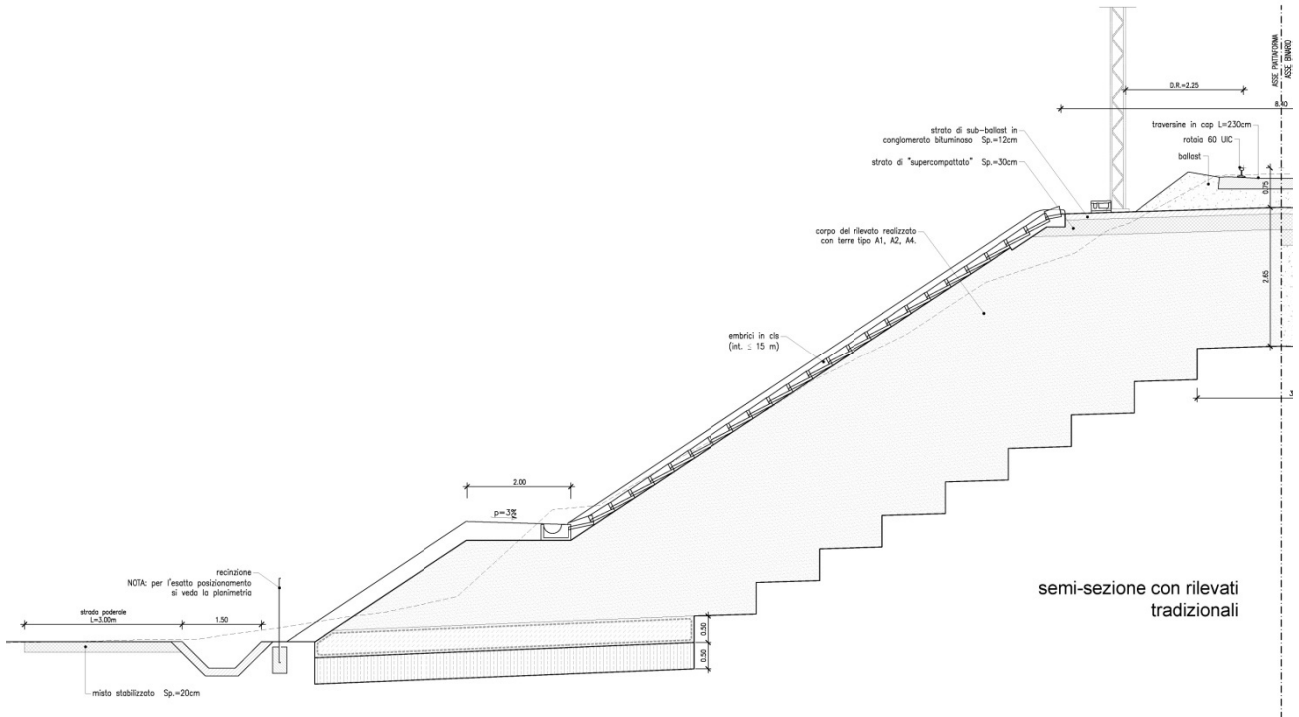 ASSE PIATTAFORMA
ASSE BINARIO
D.R.=2.25
8.40
strato di sub-ballast in
conglomerato bituminoso Sp.=12cm
traversine in cap L=230cm
rotaia 60 UIC
ballast
strato di "supercompattato" Sp.=30cm
0.75
corpo del rilevato realizzato
con terre tipo A1, A2, A4.
2.65
embrici in cls
(int. ≤ 15 m)
3
2.00
p=3%
recinzione
NOTA: per l'esatto posizionamento
si veda la planimetria
semi-sezione con rilevati
tradizionali
strada poderale
L=3.00m
1.50
0.50
0.50
misto stabilizzato Sp.=20cm